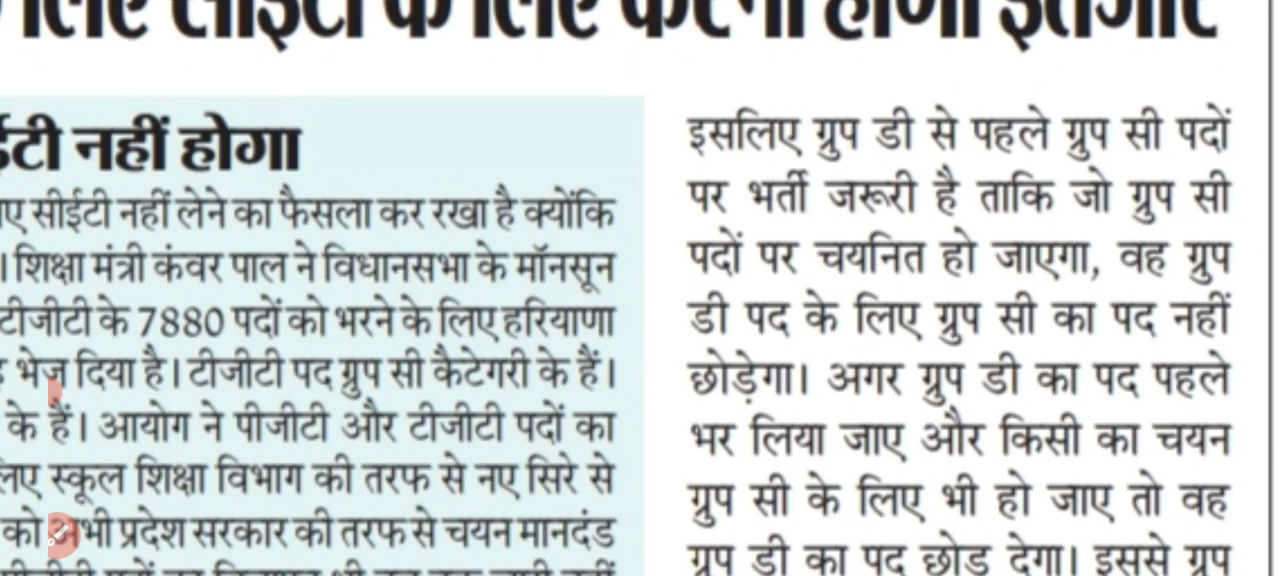 लिए सीईटी के लिए करना होगा इंतजार
नहीं होगा
सीईटी नहीं लेने का फैसला कर रखा है क्योंकि
। शिक्षा मंत्री कंवर पाल ने विधानसभा के मॉनसून
टीजीटी के 7880 पदों को भरने के लिए हरियाणा
भेज दिया है। टीजीटी पद ग्रुप सी कैटेगरी के हैं।
के हैं। आयोग ने पीजीटी और टीजीटी पदों का
लिए स्कूल शिक्षा विभाग की तरफ से नए सिरे से
को अभी प्रदेश सरकार की तरफ से चयन मानदंड
इसलिए ग्रुप डी से पहले ग्रुप सी पदों
पर भर्ती जरूरी है ताकि जो ग्रुप सी
पदों पर चयनित हो जाएगा, वह ग्रुप
डी पद के लिए ग्रुप सी का पद नहीं
छोड़ेगा। अगर ग्रुप डी का पद पहले
भर लिया जाए और किसी का चयन
ग्रुप सी के लिए भी हो जाए तो वह
ग्रुप डी का पद छोड़ देगा। इससे ग्रुप